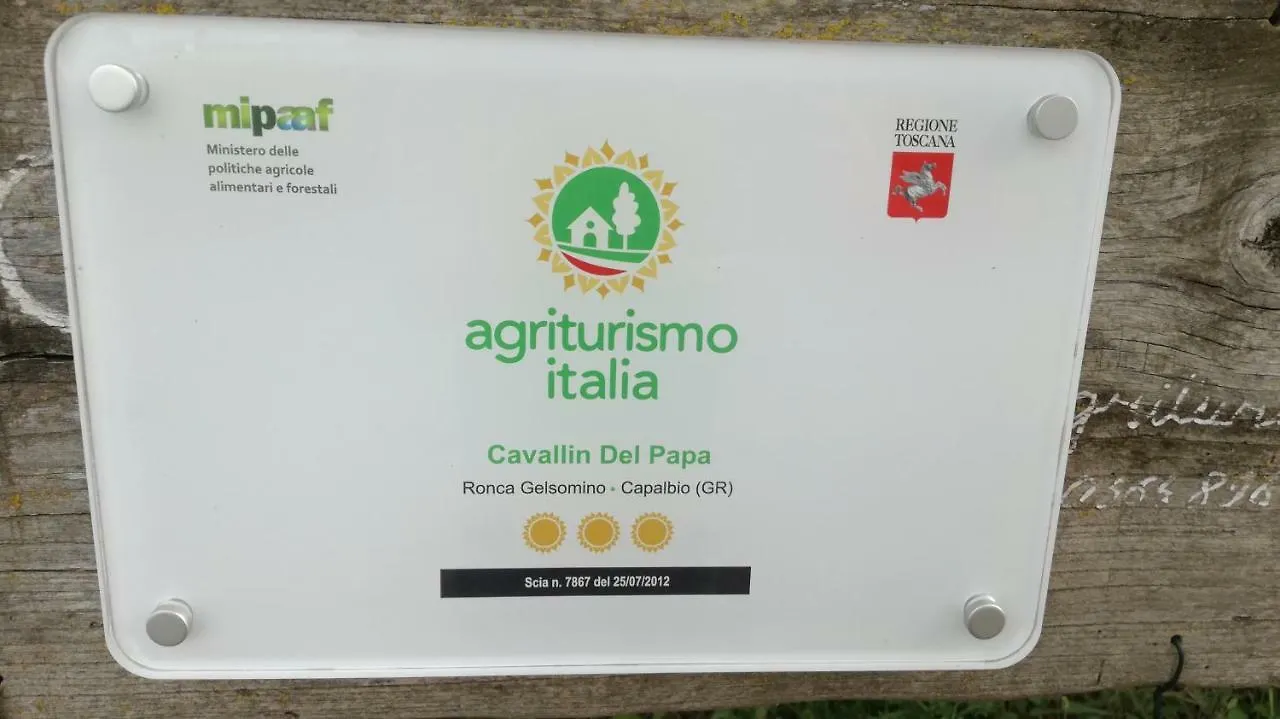 mipaaf
Ministero delle
politiche agricole
alimentari e forestali
REGIONE
TOSCANA
agriturismo
italia
Cavallin Del Papa
Ronca Gelsomino • Capalbio (GR)
Scia n. 7867 del 25/07/2012